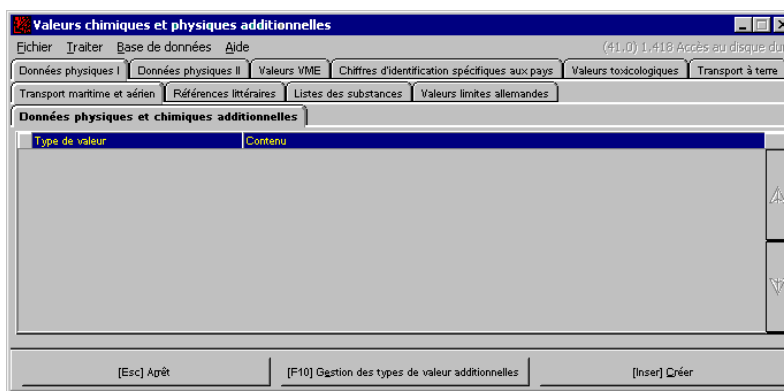 Valeurs chimiques et physiques additionnelles
Fichier Traiter Base de données Aide (41.0) 1.418 Accès au disque dur
Données physiques I Données physiques II Valeurs VME Chiffres d'identification spécifiques aux pays Valeurs toxicologiques Transport à terre
Transport maritime et aérien Références littéraires Listes des substances Valeurs limites allemandes
Données physiques et chimiques additionnelles
Type de valeur Contenu
[Esc] Arrêt [F10] Gestion des types de valeur additionnelles [Inser] Créer